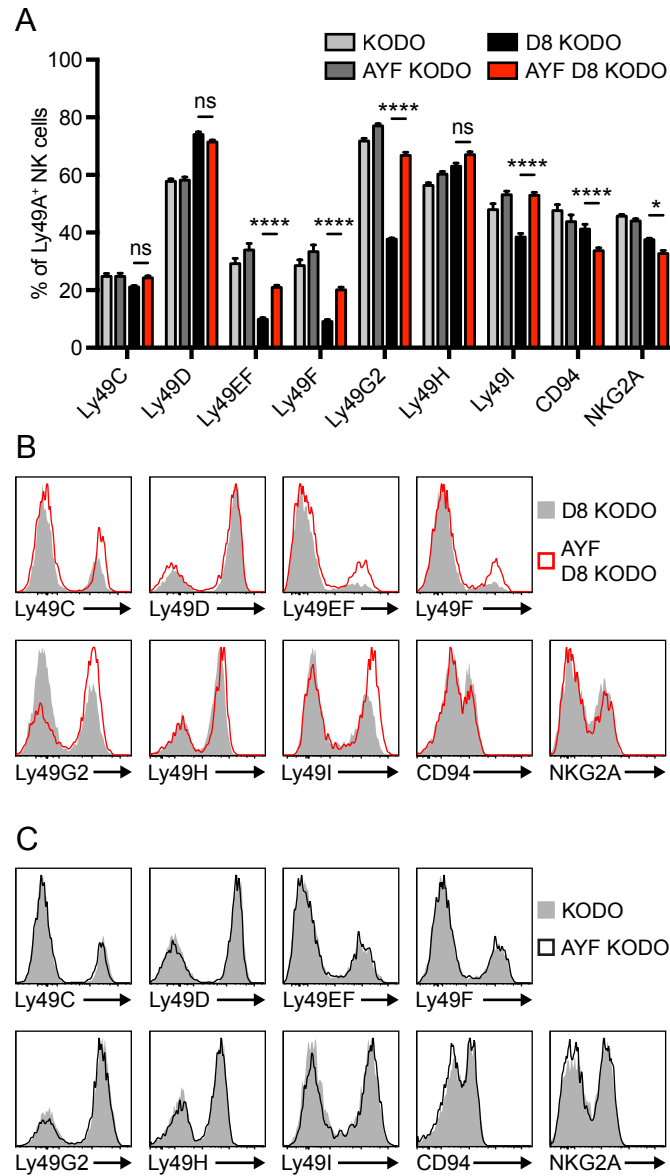 A
KODO
D8 KODO
AYF KODO
AYF D8 KODO
% of Ly49A⁺ NK cells
100
80
60
40
20
0
ns
ns
****
****
****
ns
****
****
*
Ly49C
Ly49D
Ly49EF
Ly49F
Ly49G2
Ly49H
Ly49I
CD94
NKG2A
B
D8 KODO
AYF
D8 KODO
Ly49C
Ly49D
Ly49EF
Ly49F
Ly49G2
Ly49H
Ly49I
CD94
NKG2A
C
KODO
AYF KODO
Ly49C
Ly49D
Ly49EF
Ly49F
Ly49G2
Ly49H
Ly49I
CD94
NKG2A